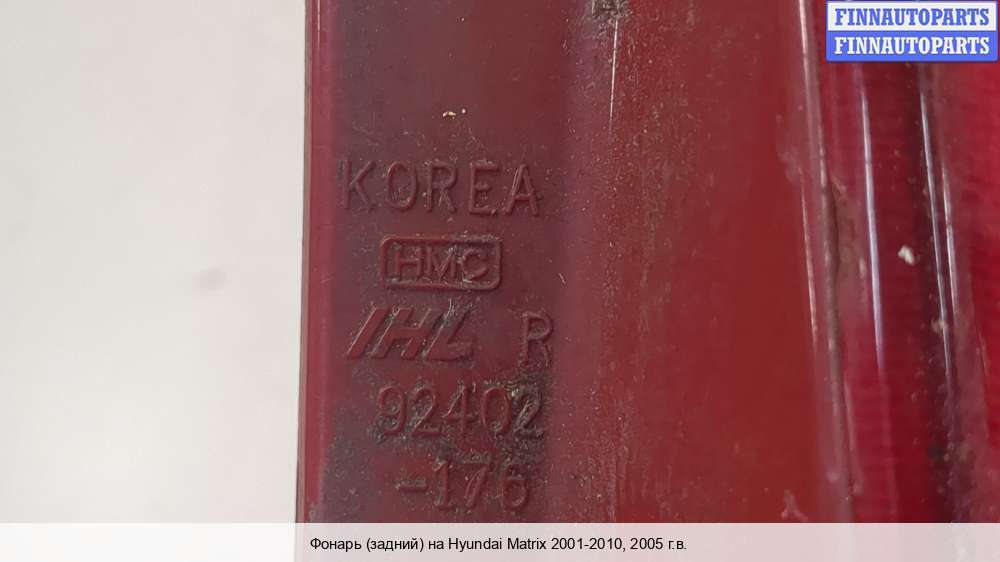 FINNAUTOPARTS
FINNAUTOPARTS
KOREA
HMC
IHL R
92402
-176
Фонарь (задний) на Hyundai Matrix 2001-2010, 2005 г.в.